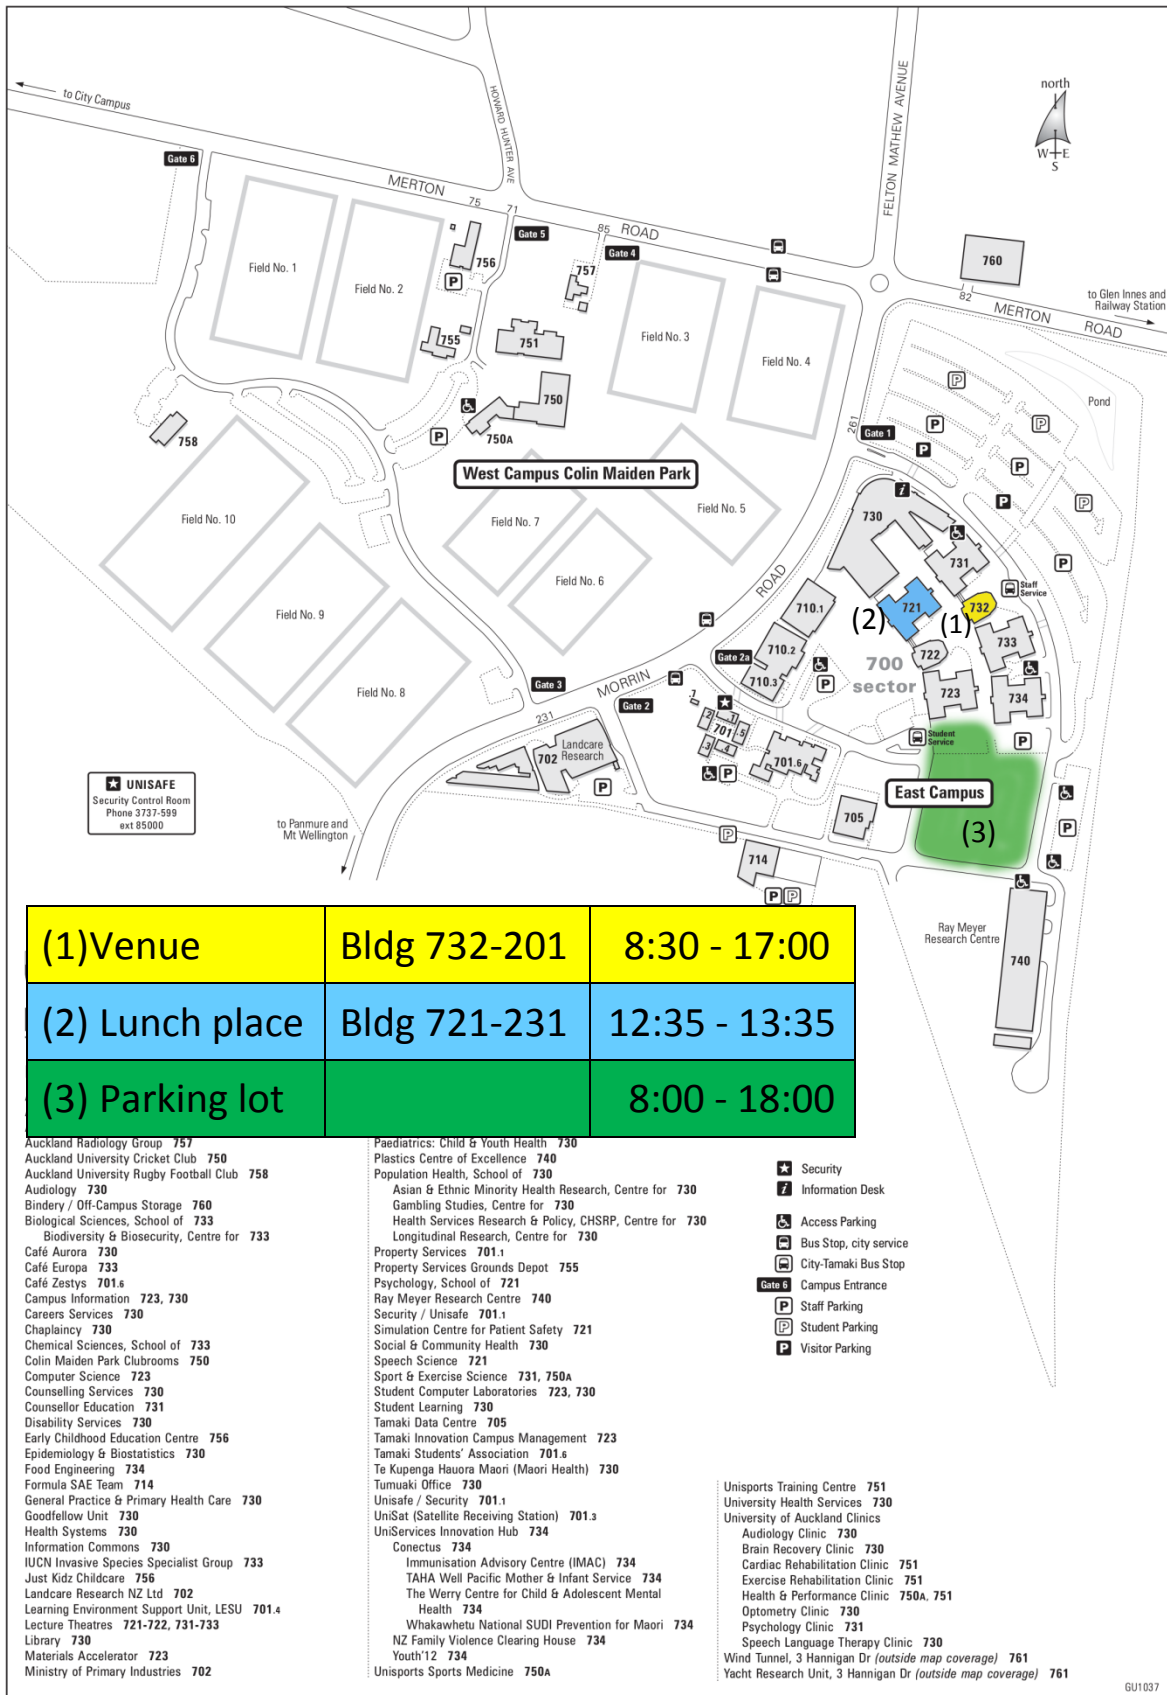 north
W E
S
to City Campus
HOWARD HUNTER AVE
FELTON MATHEW AVENUE
Gate 6
MERTON
75
71
Gate 5
85
ROAD
Gate 4
756
P
757
760
82
to Glen Innes and
Railway Station
MERTON
ROAD
Field No. 1
Field No. 2
Field No. 3
Field No. 4
755
751
750
750A
P
758
P
P
P
P
P
P
P
P
Pond
261
Gate 1
West Campus Colin Maiden Park
Field No. 10
Field No. 7
Field No. 5
Field No. 6
Field No. 9
Field No. 8
i
730
731
Staff
Service
ROAD
710.1
(2)
721
(1)
732
733
722
Gate 2a
710.2
710.3
P
700
sector
723
734
Gate 3
MORRIN
Gate 2
231
.7
.2
.1
701
.5
.3
.4
P
701.6
Student
Service
P
702
Landcare
Research
P
East Campus
(3)
P
705
P
714
P P
UNISAFE
Security Control Room
Phone 3737-599
ext 85000
to Panmure and
Mt Wellington
Ray Meyer
Research Centre
740
(1)Venue Bldg 732-201 8:30 - 17:00
(2) Lunch place Bldg 721-231 12:35 - 13:35
(3) Parking lot 8:00 - 18:00
Auckland Radiology Group 757
Auckland University Cricket Club 750
Auckland University Rugby Football Club 758
Audiology 730
Bindery / Off-Campus Storage 760
Biological Sciences, School of 733
Biodiversity & Biosecurity, Centre for 733
Café Aurora 730
Café Europa 733
Café Zestys 701.6
Campus Information 723, 730
Careers Services 730
Chaplaincy 730
Chemical Sciences, School of 733
Colin Maiden Park Clubrooms 750
Computer Science 723
Counselling Services 730
Counsellor Education 731
Disability Services 730
Early Childhood Education Centre 756
Epidemiology & Biostatistics 730
Food Engineering 734
Formula SAE Team 714
General Practice & Primary Health Care 730
Goodfellow Unit 730
Health Systems 730
Information Commons 730
IUCN Invasive Species Specialist Group 733
Just Kidz Childcare 756
Landcare Research NZ Ltd 702
Learning Environment Support Unit, LESU 701.4
Lecture Theatres 721-722, 731-733
Library 730
Materials Accelerator 723
Ministry of Primary Industries 702
Paediatrics: Child & Youth Health 730
Plastics Centre of Excellence 740
Population Health, School of 730
Asian & Ethnic Minority Health Research, Centre for 730
Gambling Studies, Centre for 730
Health Services Research & Policy, CHSRP, Centre for 730
Longitudinal Research, Centre for 730
Property Services 701.1
Property Services Grounds Depot 755
Psychology, School of 721
Ray Meyer Research Centre 740
Security / Unisafe 701.1
Simulation Centre for Patient Safety 721
Social & Community Health 730
Speech Science 721
Sport & Exercise Science 731, 750A
Student Computer Laboratories 723, 730
Student Learning 730
Tamaki Data Centre 705
Tamaki Innovation Campus Management 723
Tamaki Students' Association 701.6
Te Kupenga Hauora Maori (Maori Health) 730
Tumuaki Office 730
Unisafe / Security 701.1
UniSat (Satellite Receiving Station) 701.3
UniServices Innovation Hub 734
Conectus 734
Immunisation Advisory Centre (IMAC) 734
TAHA Well Pacific Mother & Infant Service 734
The Werry Centre for Child & Adolescent Mental
Health 734
Whakawhetu National SUDI Prevention for Maori 734
NZ Family Violence Clearing House 734
Youth'12 734
Unisports Sports Medicine 750A
Security
i Information Desk
Access Parking
Bus Stop, city service
City-Tamaki Bus Stop
Gate 6 Campus Entrance
P Staff Parking
P Student Parking
P Visitor Parking
Unisports Training Centre 751
University Health Services 730
University of Auckland Clinics
Audiology Clinic 730
Brain Recovery Clinic 730
Cardiac Rehabilitation Clinic 751
Exercise Rehabilitation Clinic 751
Health & Performance Clinic 750A, 751
Optometry Clinic 730
Psychology Clinic 731
Speech Language Therapy Clinic 730
Wind Tunnel, 3 Hannigan Dr (outside map coverage) 761
Yacht Research Unit, 3 Hannigan Dr (outside map coverage) 761
GU1037